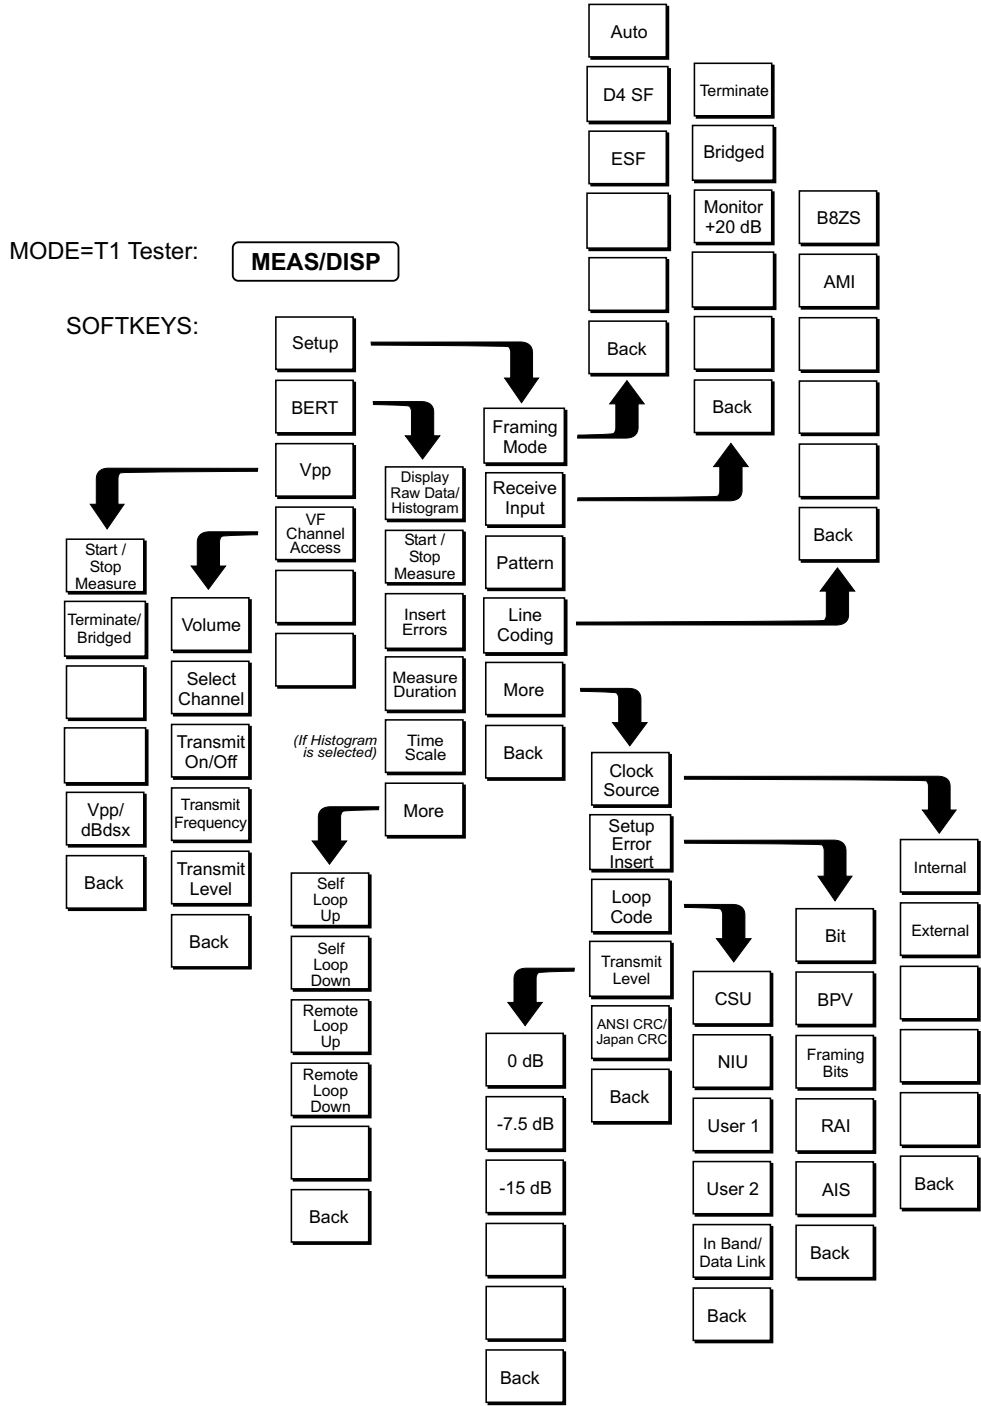 MODE=T1 Tester:
MEAS/DISP
SOFTKEYS:
Setup
BERT
Vpp
VF
Channel
Access
Start /
Stop
Measure
Terminate/
Bridged
Vpp/
dBdsx
Back
Volume
Select
Channel
Transmit
On/Off
Transmit
Frequency
Transmit
Level
Back
Display
Raw Data/
Histogram
Start /
Stop
Measure
Insert
Errors
Measure
Duration
(If Histogram
is selected)
Time
Scale
More
Self
Loop
Up
Self
Loop
Down
Remote
Loop
Up
Remote
Loop
Down
Back
Framing
Mode
Receive
Input
Pattern
Line
Coding
More
Back
Auto
D4 SF
ESF
Back
Terminate
Bridged
Monitor
+20 dB
Back
B8ZS
AMI
Back
Clock
Source
Setup
Error
Insert
Loop
Code
Transmit
Level
ANSI CRC/
Japan CRC
Back
0 dB
-7.5 dB
-15 dB
Back
CSU
NIU
User 1
User 2
In Band/
Data Link
Back
Bit
BPV
Framing
Bits
RAI
AIS
Back
Internal
External
Back